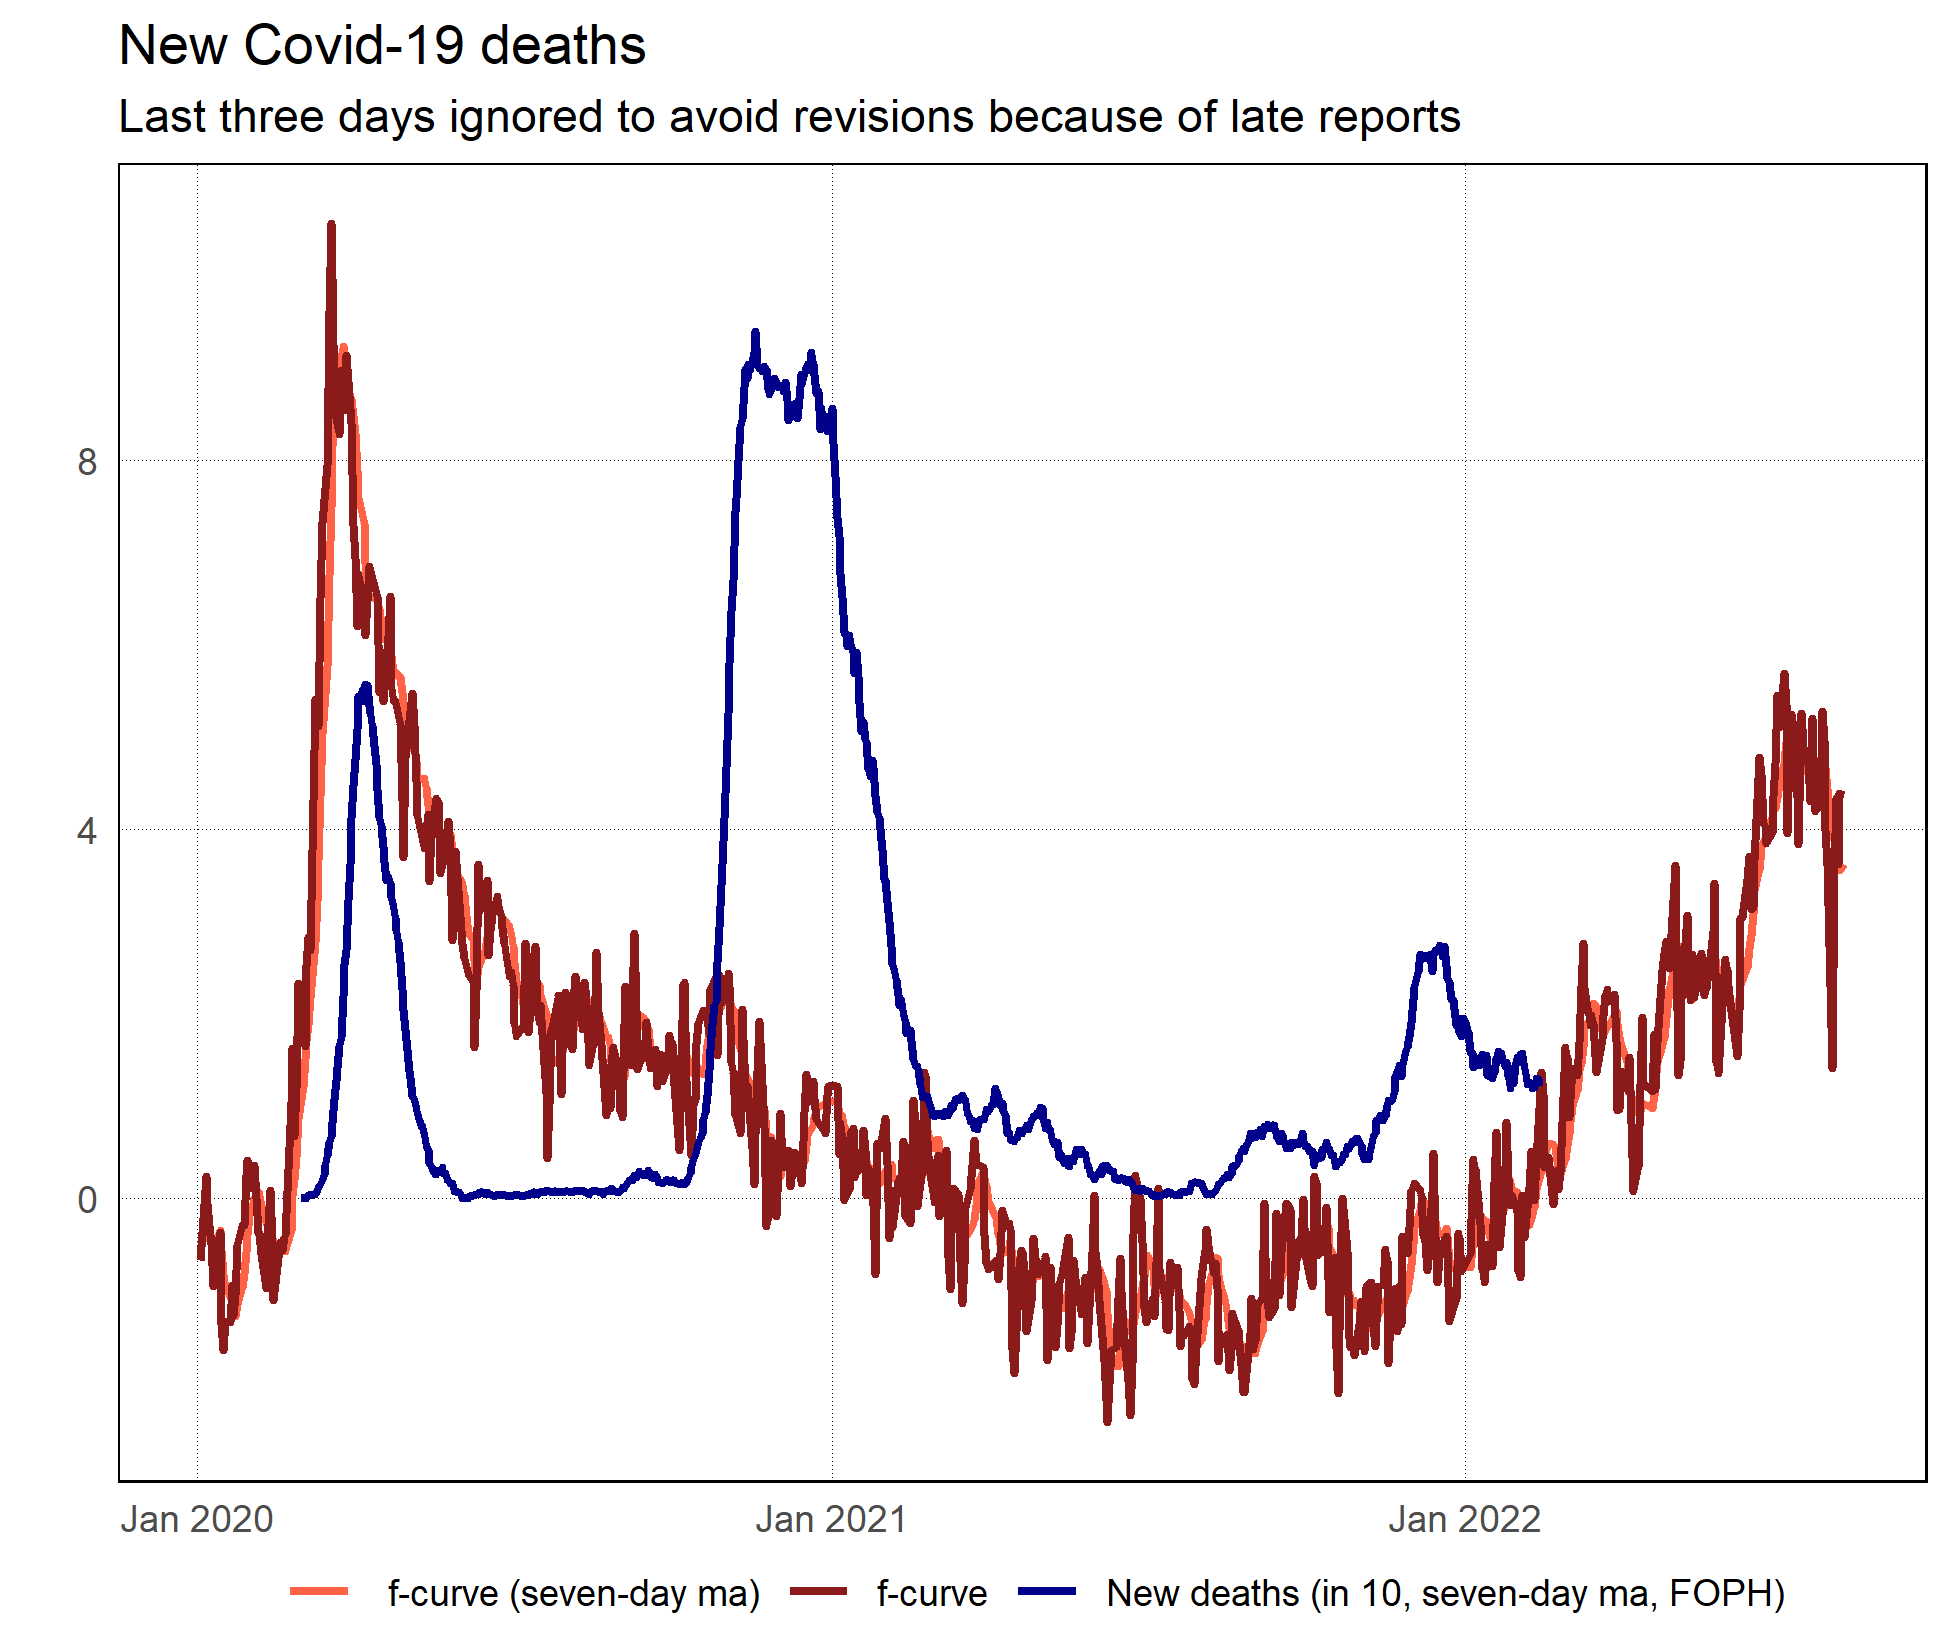 New Covid-19 deaths
Last three days ignored to avoid revisions because of late reports
8
4
0
Jan 2020 Jan 2021 Jan 2022
f-curve (seven-day ma) f-curve New deaths (in 10, seven-day ma, FOPH)